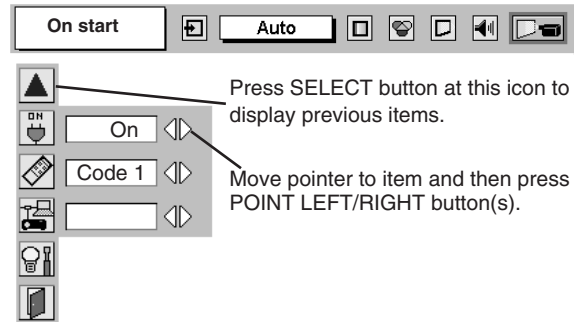 On start
Auto
Press SELECT button at this icon to
display previous items.
ON
On
Code 1
Move pointer to item and then press
POINT LEFT/RIGHT button(s).